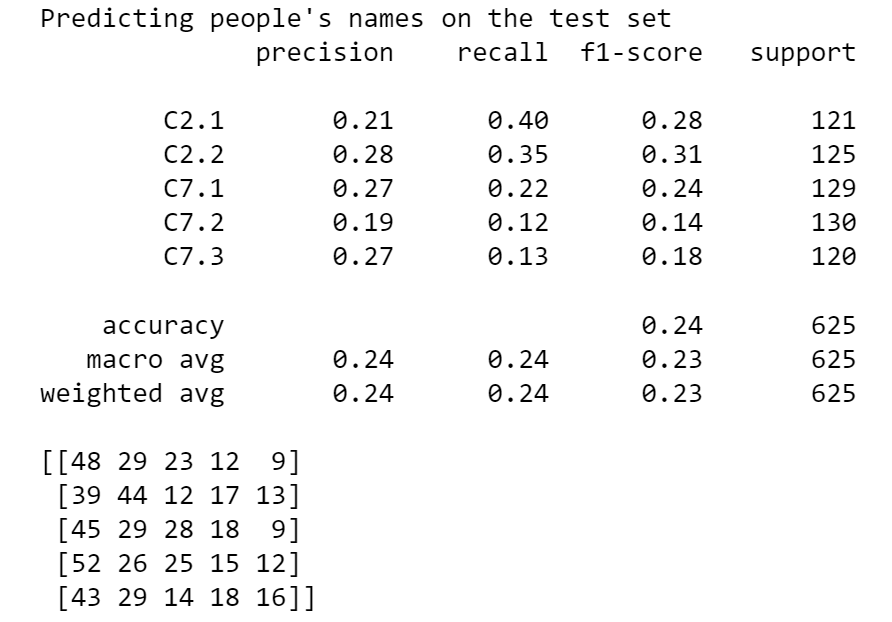 Predicting people's names on the test set
precision recall f1-score support
C2.1 0.21 0.40 0.28 121
C2.2 0.28 0.35 0.31 125
C7.1 0.27 0.22 0.24 129
C7.2 0.19 0.12 0.14 130
C7.3 0.27 0.13 0.18 120
accuracy 0.24 625
macro avg 0.24 0.24 0.23 625
weighted avg 0.24 0.24 0.23 625
[[48 29 23 12 9]
[39 44 12 17 13]
[45 29 28 18 9]
[52 26 25 15 12]
[43 29 14 18 16]]